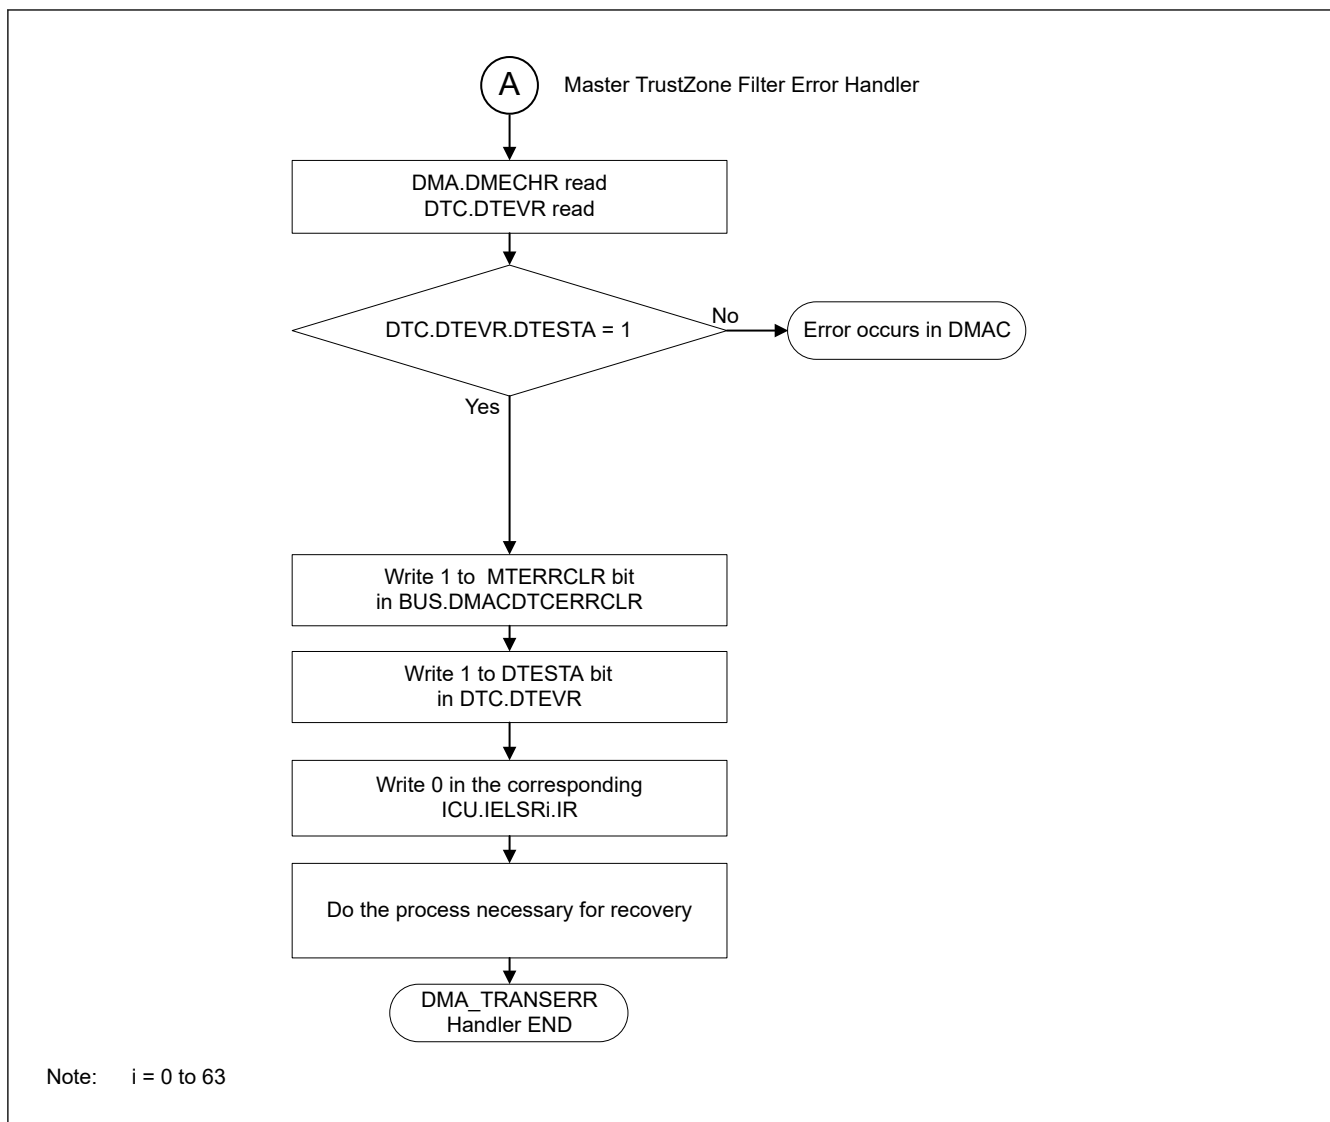 A
Master TrustZone Filter Error Handler
DMA.DMECHR read
DTC.DTEVR read
DTC.DTEVR.DTESTA = 1
No
Error occurs in DMAC
Yes
Write 1 to MTERRCLR bit
in BUS.DMACDTCERRCLR
Write 1 to DTESTA bit
in DTC.DTEVR
Write 0 in the corresponding
ICU.IELSRi.IR
Do the process necessary for recovery
DMA_TRANSERR
Handler END
Note: i = 0 to 63